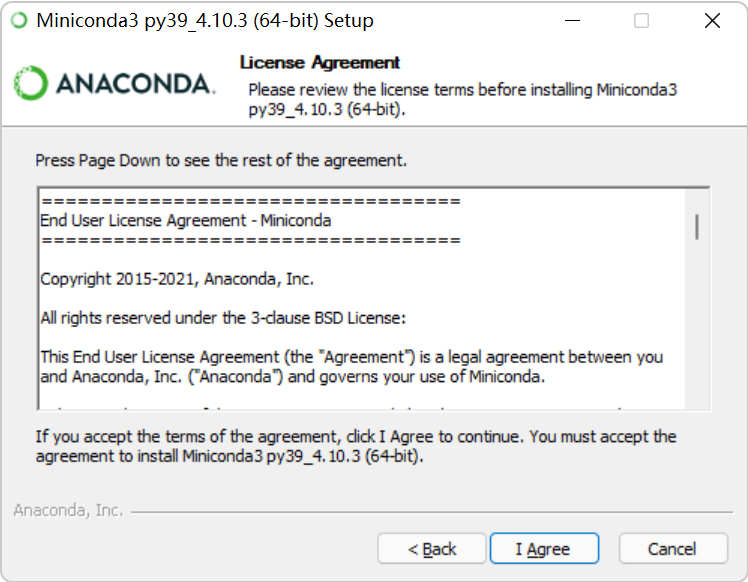 Miniconda3 py39_4.10.3 (64-bit) Setup
ANACONDA.
License Agreement
Please review the license terms before installing Miniconda3
py39_4.10.3 (64-bit).
Press Page Down to see the rest of the agreement.
===================================
End User License Agreement - Miniconda
===================================
Copyright 2015-2021, Anaconda, Inc.
All rights reserved under the 3-clause BSD License:
This End User License Agreement (the "Agreement") is a legal agreement between you
and Anaconda, Inc. ("Anaconda") and governs your use of Miniconda.
If you accept the terms of the agreement, click I Agree to continue. You must accept the
agreement to install Miniconda3 py39_4.10.3 (64-bit).
Anaconda, Inc.
< Back
I Agree
Cancel